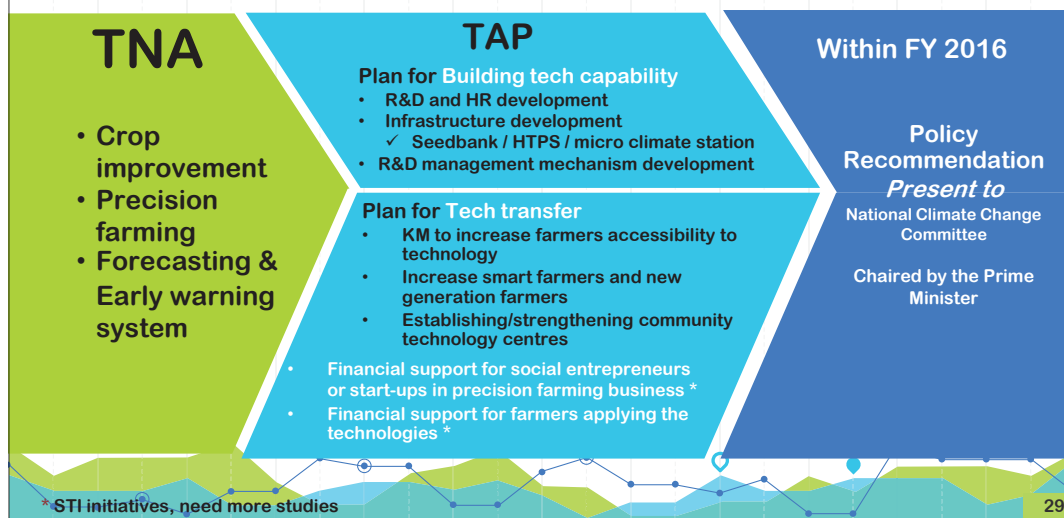 TNA
• Crop
improvement
• Precision
farming
• Forecasting &
Early warning
system
TAP
Plan for Building tech capability
• R&D and HR development
• Infrastructure development
✓ Seedbank / HTPS / micro climate station
• R&D management mechanism development
Plan for Tech transfer
• KM to increase farmers accessibility to
technology
• Increase smart farmers and new
generation farmers
• Establishing/strengthening community
technology centres
• Financial support for social entrepreneurs
or start-ups in precision farming business *
• Financial support for farmers applying the
technologies *
Within FY 2016
Policy
Recommendation
Present to
National Climate Change
Committee
Chaired by the Prime
Minister
* STI initiatives, need more studies
29